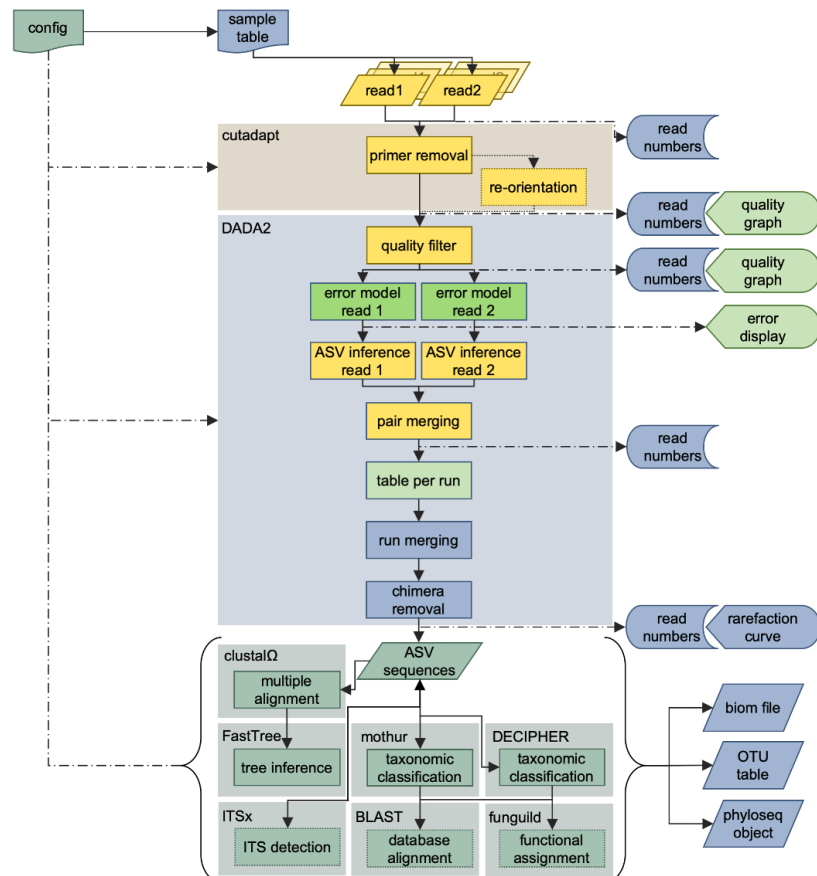 config
sample
table
read1
read2
read
numbers
cutadapt
primer removal
re-orientation
read
numbers
quality
graph
DADA2
quality filter
read
numbers
quality
graph
error model
read 1
error model
read 2
error
display
ASV inference
read 1
ASV inference
read 2
pair merging
read
numbers
table per run
run merging
chimera
removal
read
numbers
rarefaction
curve
ASV
sequences
clustalΩ
multiple
alignment
biom file
FastTree
tree inference
mothur
taxonomic
classification
DECIPHER
taxonomic
classification
OTU
table
ITSx
ITS detection
BLAST
database
alignment
funguild
functional
assignment
phyloseq
object